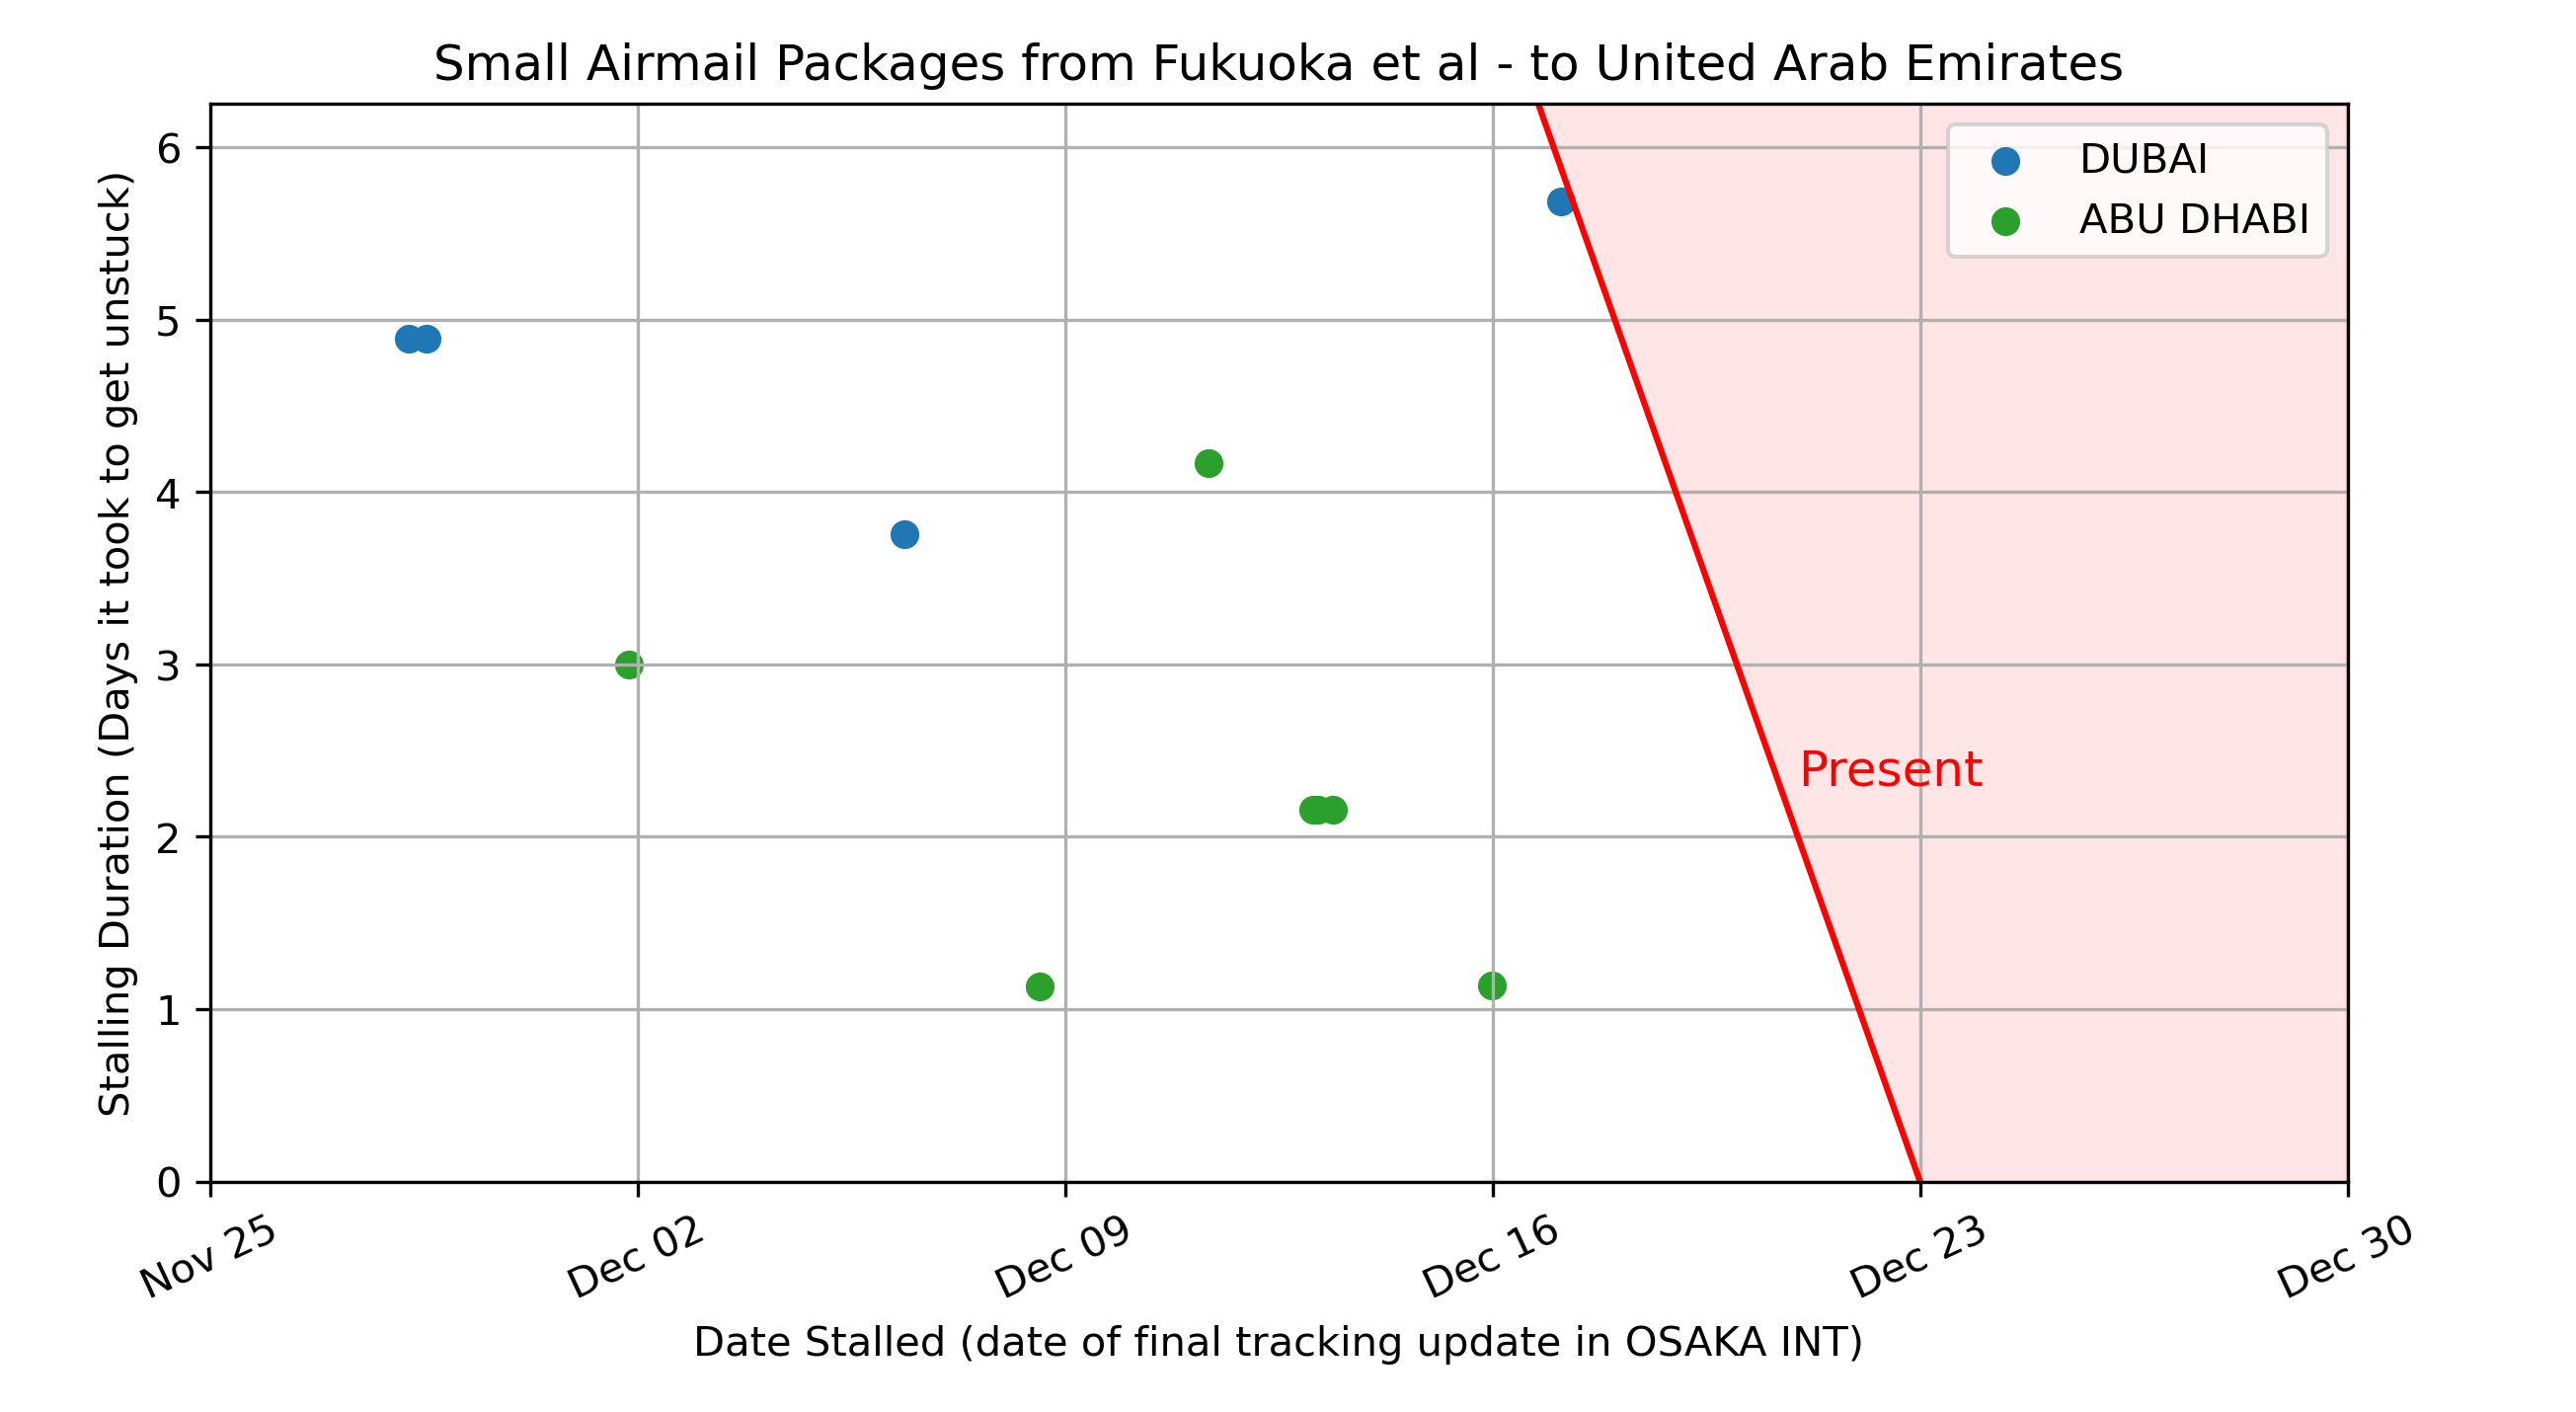 Small Airmail Packages from Fukuoka et al - to United Arab Emirates
DUBAI
ABU DHABI
Present
Stalling Duration (Days it took to get unstuck)
6
5
4
3
2
1
0
Nov 25
Dec 02
Dec 09
Dec 16
Dec 23
Dec 30
Date Stalled (date of final tracking update in OSAKA INT)